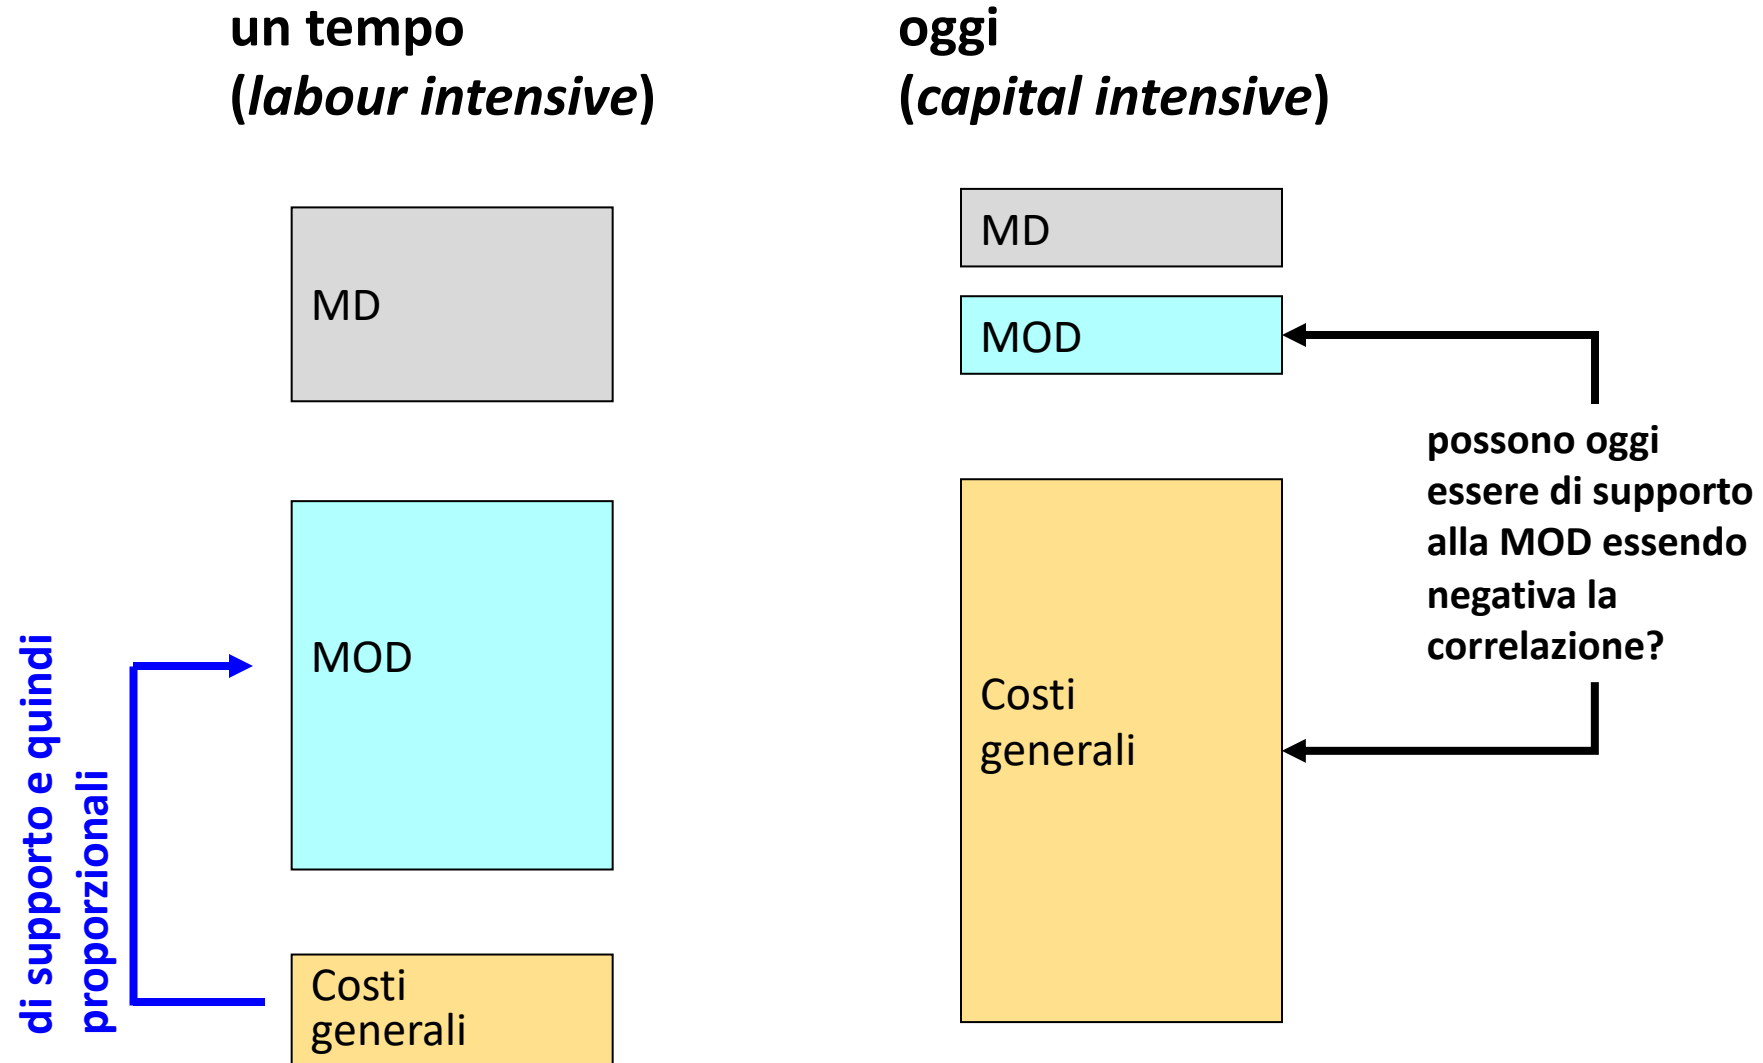 un tempo
(labour intensive)
MD
MOD
Costi
generali
di supporto e quindi
proporzionali
oggi
(capital intensive)
MD
MOD
Costi
generali
possono oggi
essere di supporto
alla MOD essendo
negativa la
correlazione?